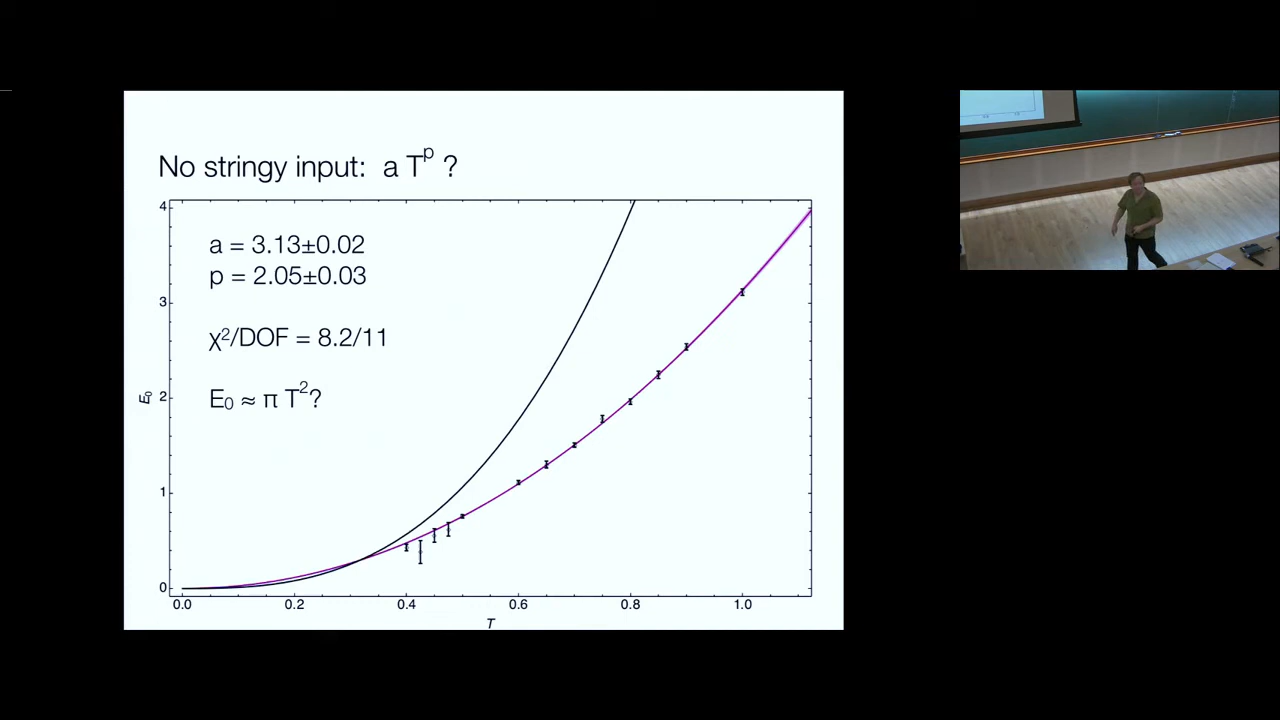 No stringy input: a Tᵖ ?
a = 3.13±0.02
p = 2.05±0.03
χ²/DOF = 8.2/11
E₀ ≈ π T²?
E₀
4
3
2
1
0
0.0 0.2 0.4 0.6 0.8 1.0
T